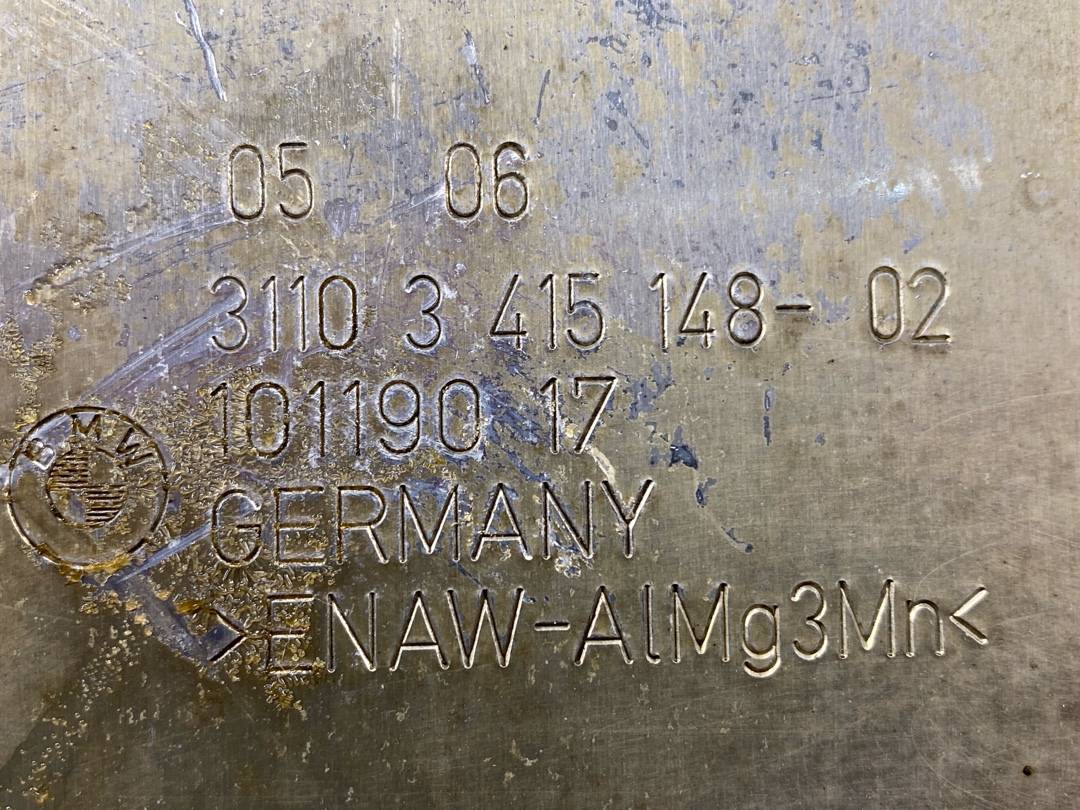 05 06
3110 3 415 148- 02
101190 17
BMW
GERMANY
>ENAW-AlMg3Mn<